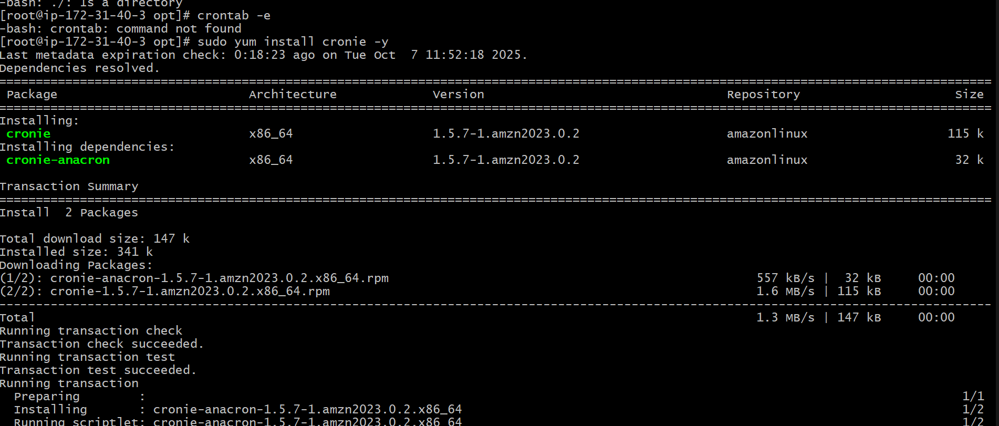 -bash: ./: Is a directory
[root@ip-172-31-40-3 opt]# crontab -e
-bash: crontab: command not found
[root@ip-172-31-40-3 opt]# sudo yum install cronie -y
Last metadata expiration check: 0:18:23 ago on Tue Oct  7 11:52:18 2025.
Dependencies resolved.
Package Architecture Version Repository Size
Installing:
cronie x86_64 1.5.7-1.amzn2023.0.2 amazonlinux 115 k
Installing dependencies:
cronie-anacron x86_64 1.5.7-1.amzn2023.0.2 amazonlinux 32 k
Transaction Summary
Install  2 Packages
Total download size: 147 k
Installed size: 341 k
Downloading Packages:
(1/2): cronie-anacron-1.5.7-1.amzn2023.0.2.x86_64.rpm 557 kB/s |  32 kB 00:00
(2/2): cronie-1.5.7-1.amzn2023.0.2.x86_64.rpm 1.6 MB/s | 115 kB 00:00
Total 1.3 MB/s | 147 kB 00:00
Running transaction check
Transaction check succeeded.
Running transaction test
Transaction test succeeded.
Running transaction
Preparing : 1/1
Installing : cronie-anacron-1.5.7-1.amzn2023.0.2.x86_64 1/2
Running scriptlet: cronie-anacron-1.5.7-1.amzn2023.0.2.x86_64 1/2